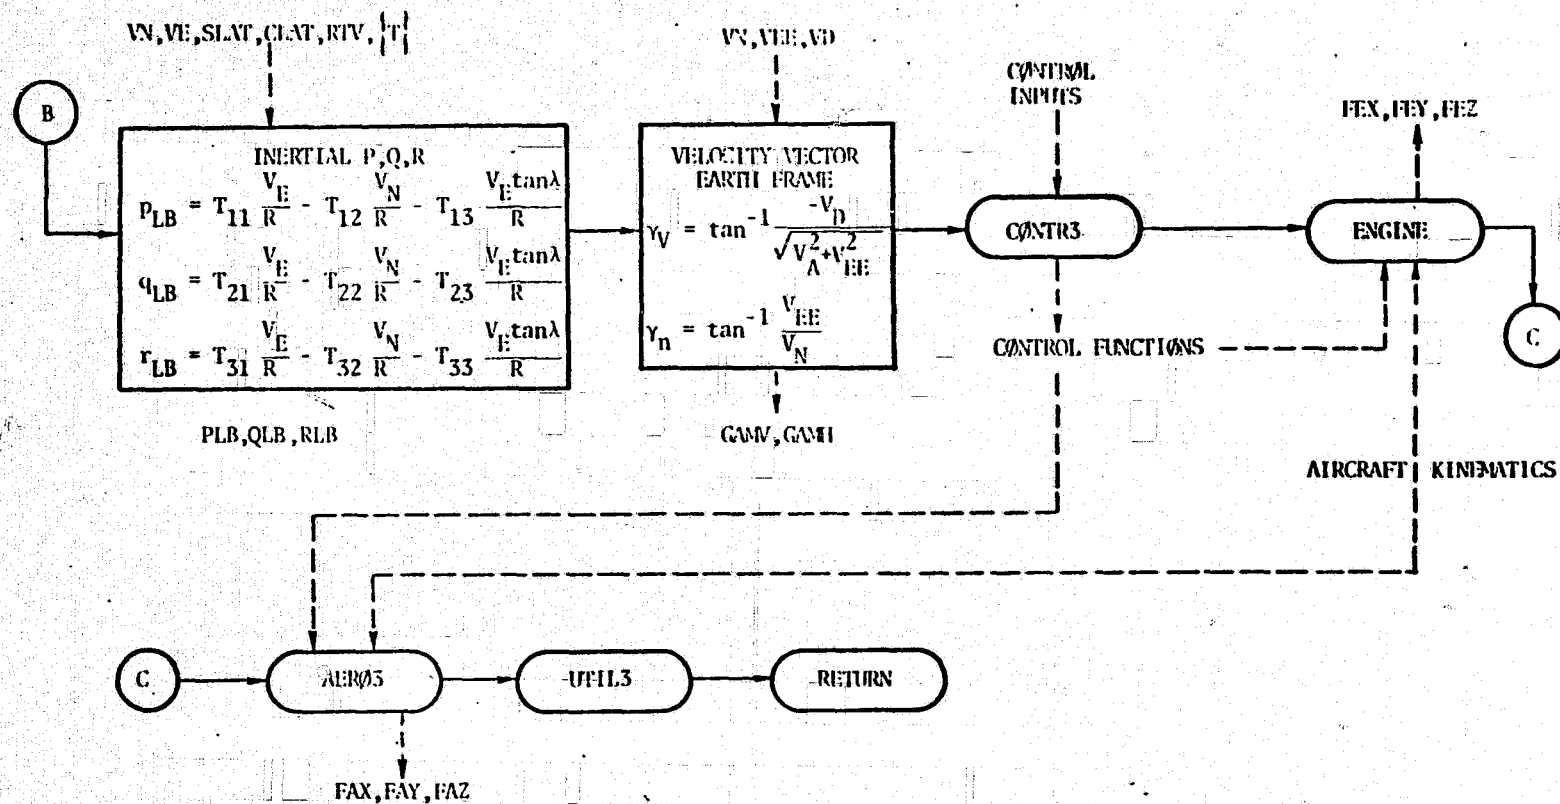 VN,VE,SLAT,CLAT,RTV,{T}
VN,VEE,VD
CØNTRØL
INPUTS
FEX,FEY,FEZ
B
INERTIAL P,Q,R
p_LB = T_11 V_E/R - T_12 V_N/R - T_13 V_E tanλ/R
q_LB = T_21 V_E/R - T_22 V_N/R - T_23 V_E tanλ/R
r_LB = T_31 V_E/R - T_32 V_N/R - T_33 V_E tanλ/R
PLB,QLB,RLB
VELOCITY VECTOR
EARTH FRAME
γ_V = tan^-1 -V_D/√(V_N^2+V_EE^2)
γ_n = tan^-1 V_EE/V_N
GAMV,GAMH
CØNTR3
ENGINE
CØNTRØL FUNCTIØNS
C
AIRCRAFT KINEMATICS
C
AERØ3
UTIL3
RETURN
FAX,FAY,FAZ